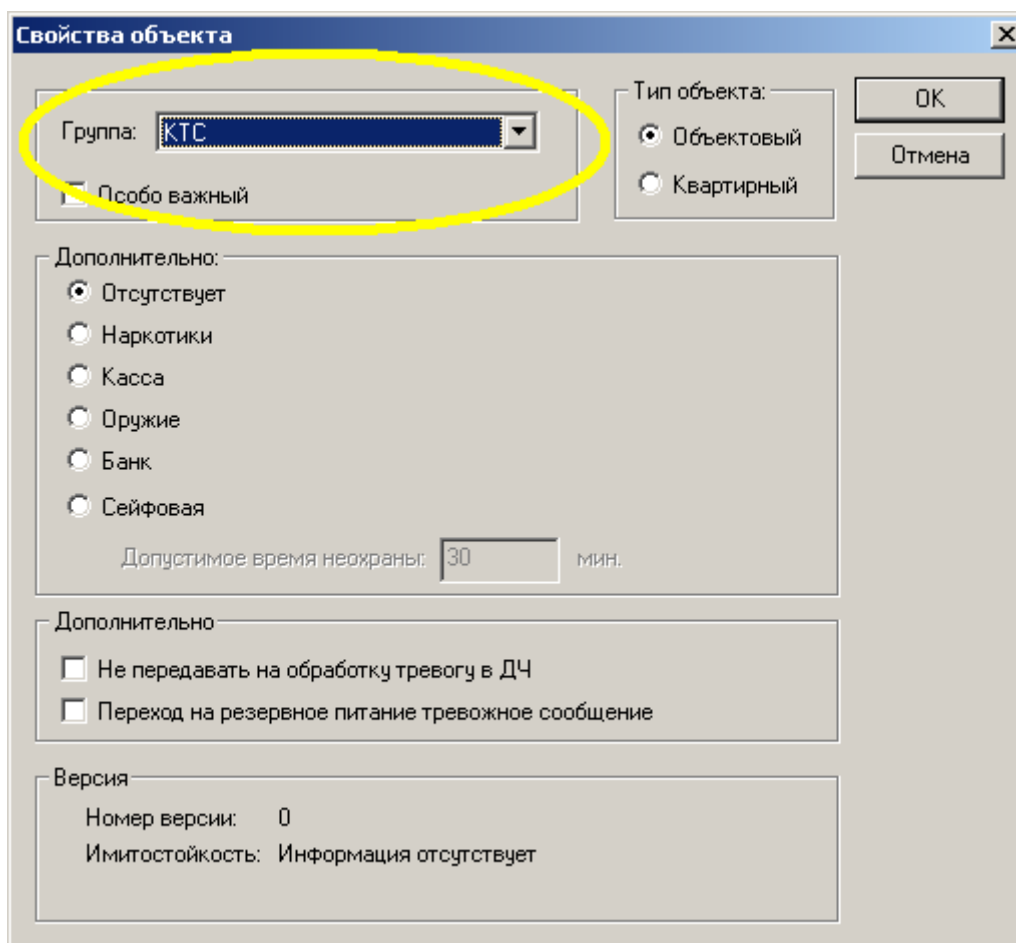 Свойства объекта
Группа: КТС
Особо важный
Тип объекта:
Объектовый
Квартирный
OK
Отмена
Дополнительно:
Отсутствует
Наркотики
Касса
Оружие
Банк
Сейфовая
Допустимое время неохраны: 30 мин.
Дополнительно
Не передавать на обработку тревогу в ДЧ
Переход на резервное питание тревожное сообщение
Версия
Номер версии: 0
Имитостойкость: Информация отсутствует